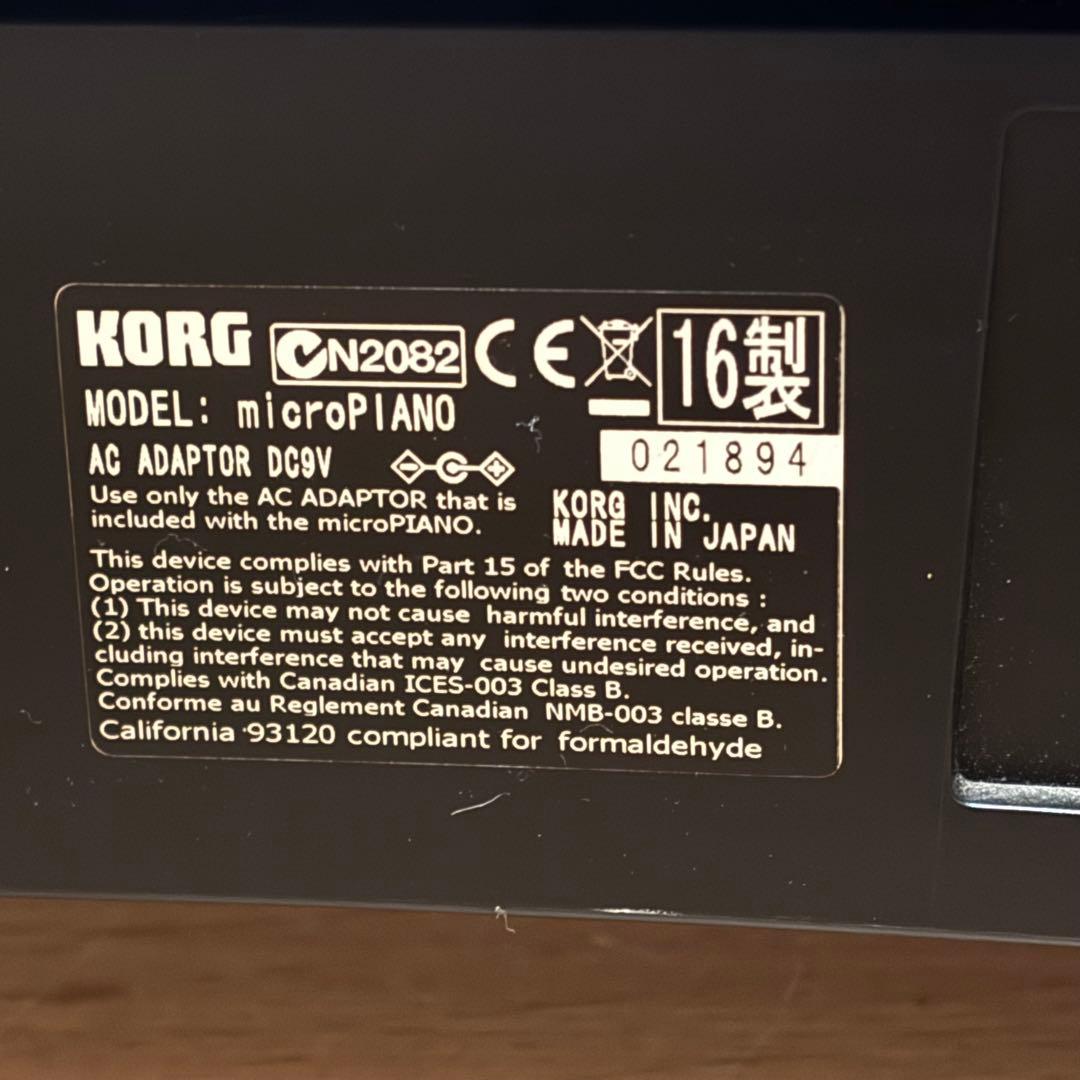 KORG N2082 CE 16製
MODEL: microPIANO
021894
AC ADAPTOR DC9V
Use only the AC ADAPTOR that is
included with the microPIANO.
KORG INC.
MADE IN JAPAN
This device complies with Part 15 of the FCC Rules.
Operation is subject to the following two conditions :
(1) This device may not cause harmful interference, and
(2) this device must accept any interference received, in-
cluding interference that may cause undesired operation.
Complies with Canadian ICES-003 Class B.
Conforme au Reglement Canadian NMB-003 classe B.
California 93120 compliant for formaldehyde